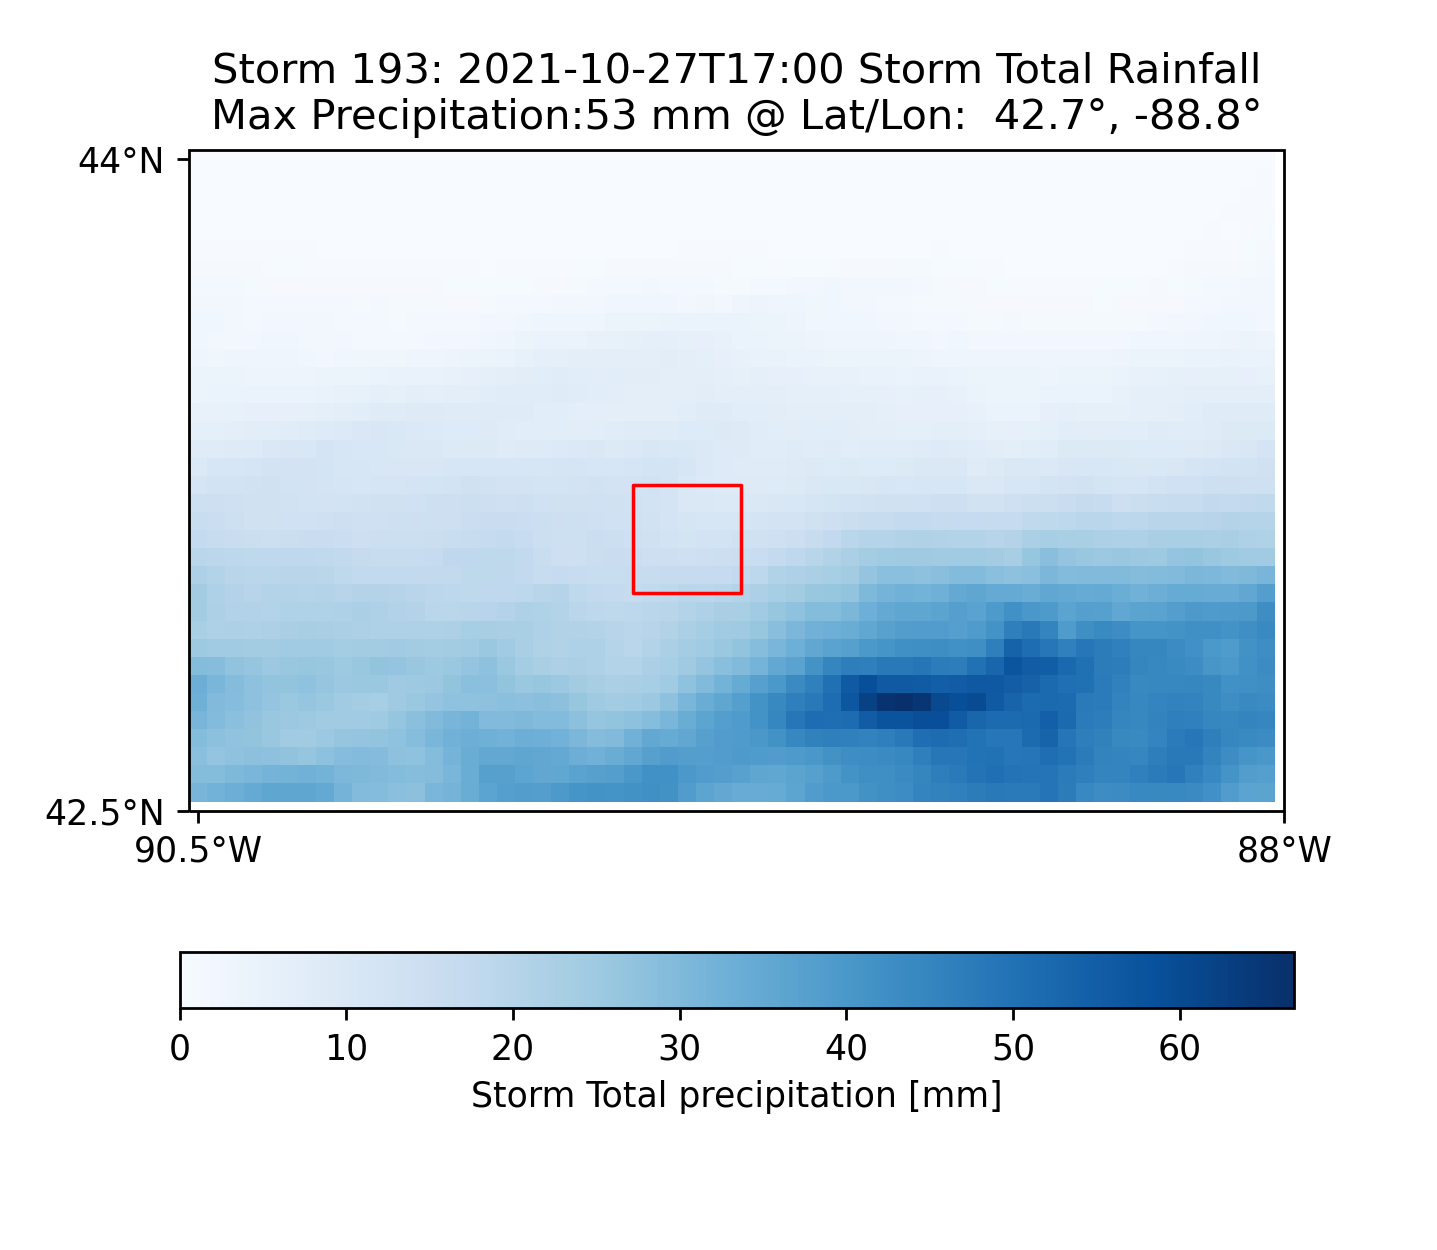 Storm 193: 2021-10-27T17:00 Storm Total Rainfall
Max Precipitation:53 mm @ Lat/Lon:  42.7°, -88.8°
44°N
42.5°N
90.5°W 88°W
0 10 20 30 40 50 60
Storm Total precipitation [mm]